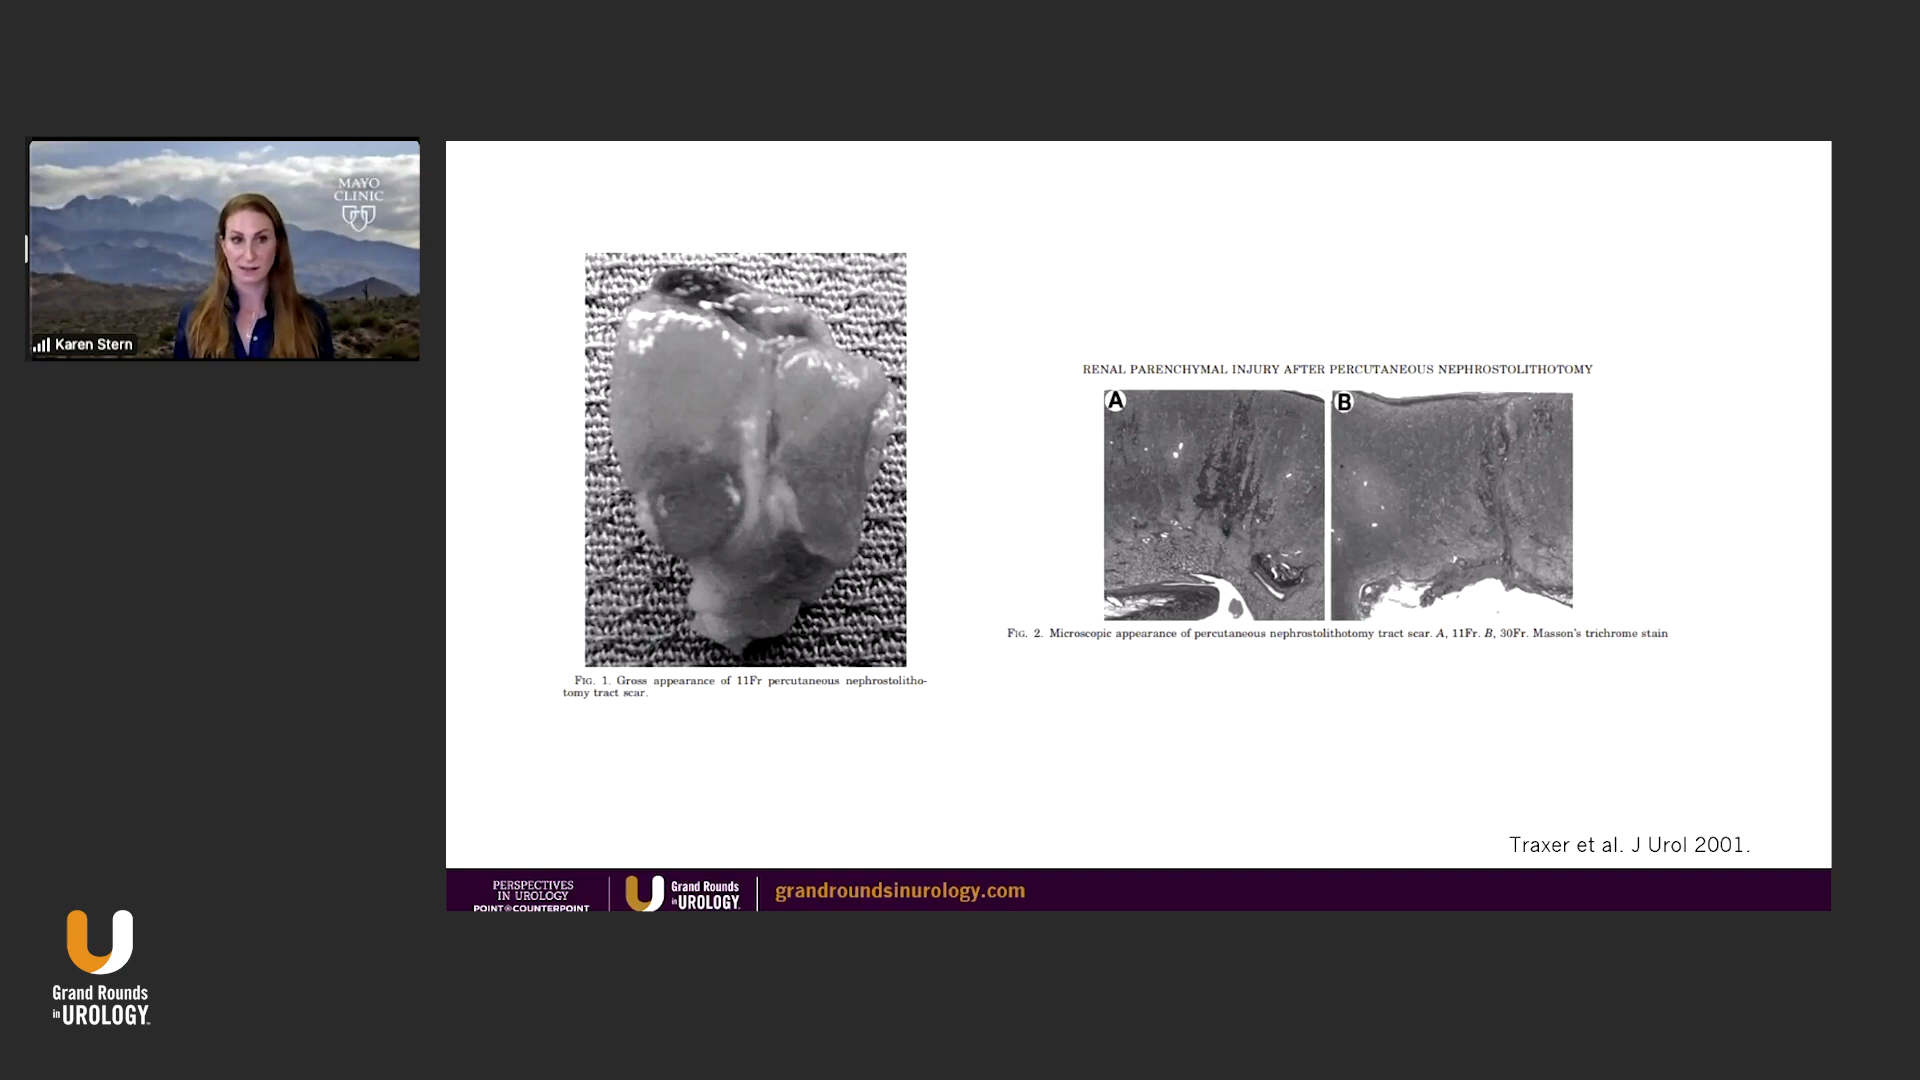 MAYO
CLINIC
Karen Stern
RENAL PARENCHYMAL INJURY AFTER PERCUTANEOUS NEPHROSTOLITHOTOMY
A
B
FIG. 2. Microscopic appearance of percutaneous nephrostolithotomy tract scar. A, 11Fr. B, 30Fr. Masson's trichrome stain
FIG. 1. Gross appearance of 11Fr percutaneous nephrostolitho-
tomy tract scar.
Traxer et al. J Urol 2001.
PERSPECTIVES
IN UROLOGY
POINT COUNTERPOINT
Grand Rounds
in UROLOGY
grandroundsinurology.com
Grand Rounds
in UROLOGY